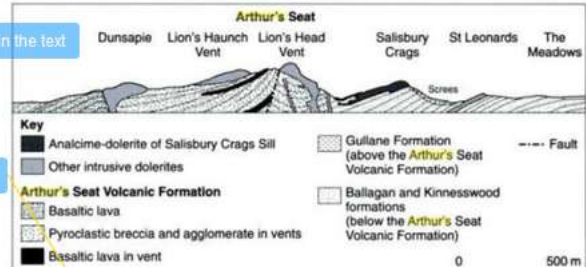 Arthur's Seat
in the text
Dunsapie Lion's Haunch Vent Lion's Head Vent Salisbury Crags St Leonards The Meadows
Screes
Key
Analcime-dolerite of Salisbury Crags Sill
Other intrusive dolerites
Arthur's Seat Volcanic Formation
Basaltic lava
Pyroclastic breccia and agglomerate in vents
Basaltic lava in vent
Gullane Formation
(above the Arthur's Seat
Volcanic Formation)
Ballagan and Kinnesswood
formations
(below the Arthur's Seat
Volcanic Formation)
Fault
0 500 m